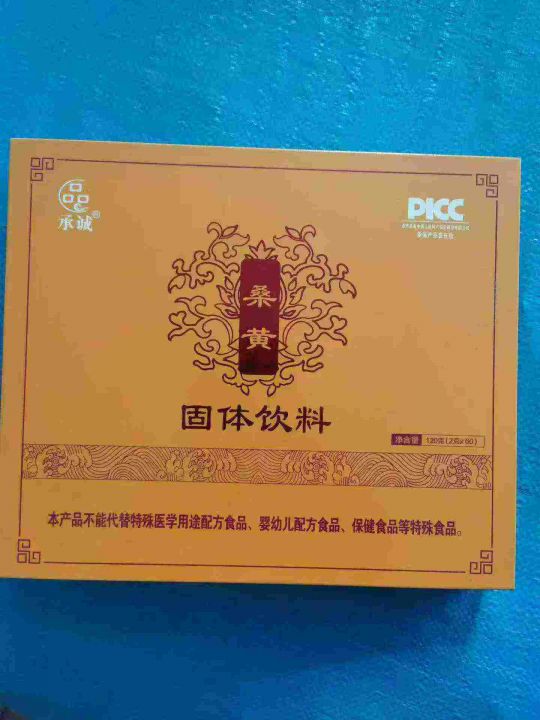 承诚®
PICC
桑黄
固体饮料
净含量 120克(2克×60)
本产品不能代替特殊医学用途配方食品、婴幼儿配方食品、保健食品等特殊食品。